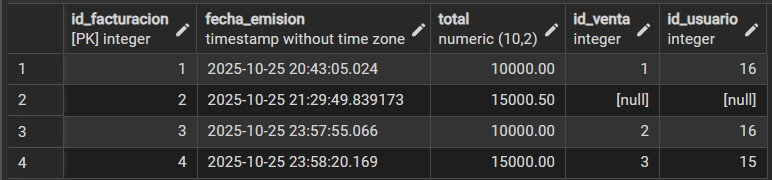 id_facturacion fecha_emision total id_venta id_usuario
[PK] integer timestamp without time zone numeric (10,2) integer integer
1 1 2025-10-25 20:43:05.024 10000.00 1 16
2 2 2025-10-25 21:29:49.839173 15000.50 [null] [null]
3 3 2025-10-25 23:57:55.066 10000.00 2 16
4 4 2025-10-25 23:58:20.169 15000.00 3 15